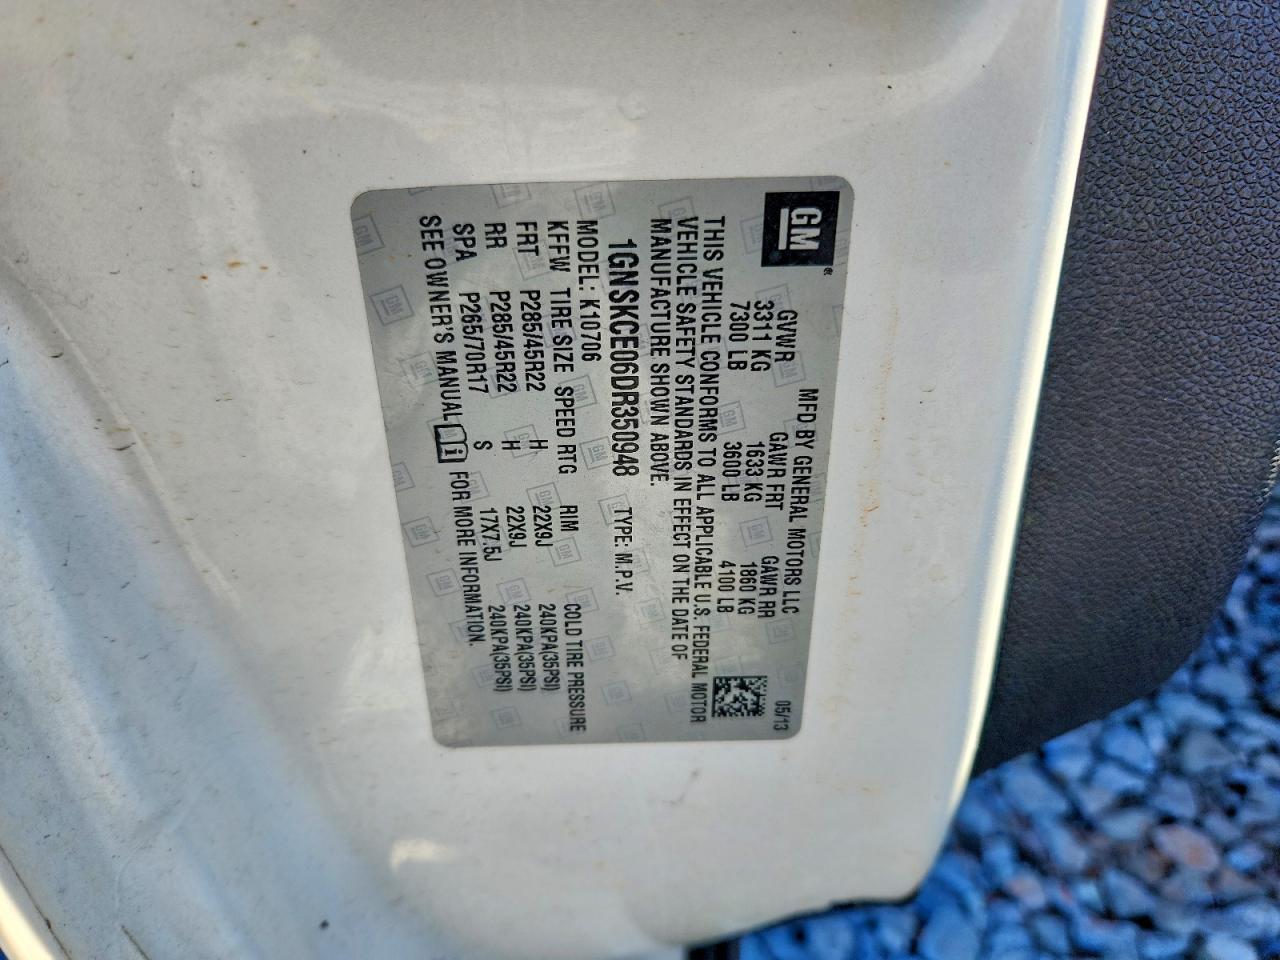 GM ®
MFD BY GENERAL MOTORS LLC 05/13
GVWR GAWR FRT GAWR RR
3311 KG 1633 KG 1860 KG
7300 LB 3600 LB 4100 LB
THIS VEHICLE CONFORMS TO ALL APPLICABLE U.S. FEDERAL MOTOR
VEHICLE SAFETY STANDARDS IN EFFECT ON THE DATE OF
MANUFACTURE SHOWN ABOVE.
1GNSKCE06DR350948 TYPE: M.P.V.
MODEL: K10706
KFFW TIRE SIZE SPEED RTG RIM COLD TIRE PRESSURE
FRT P285/45R22 H 22X9J 240KPA(35PSI)
RR P285/45R22 H 22X9J 240KPA(35PSI)
SPA P265/70R17 S 17X7.5J 240KPA(35PSI)
SEE OWNER'S MANUAL i FOR MORE INFORMATION.